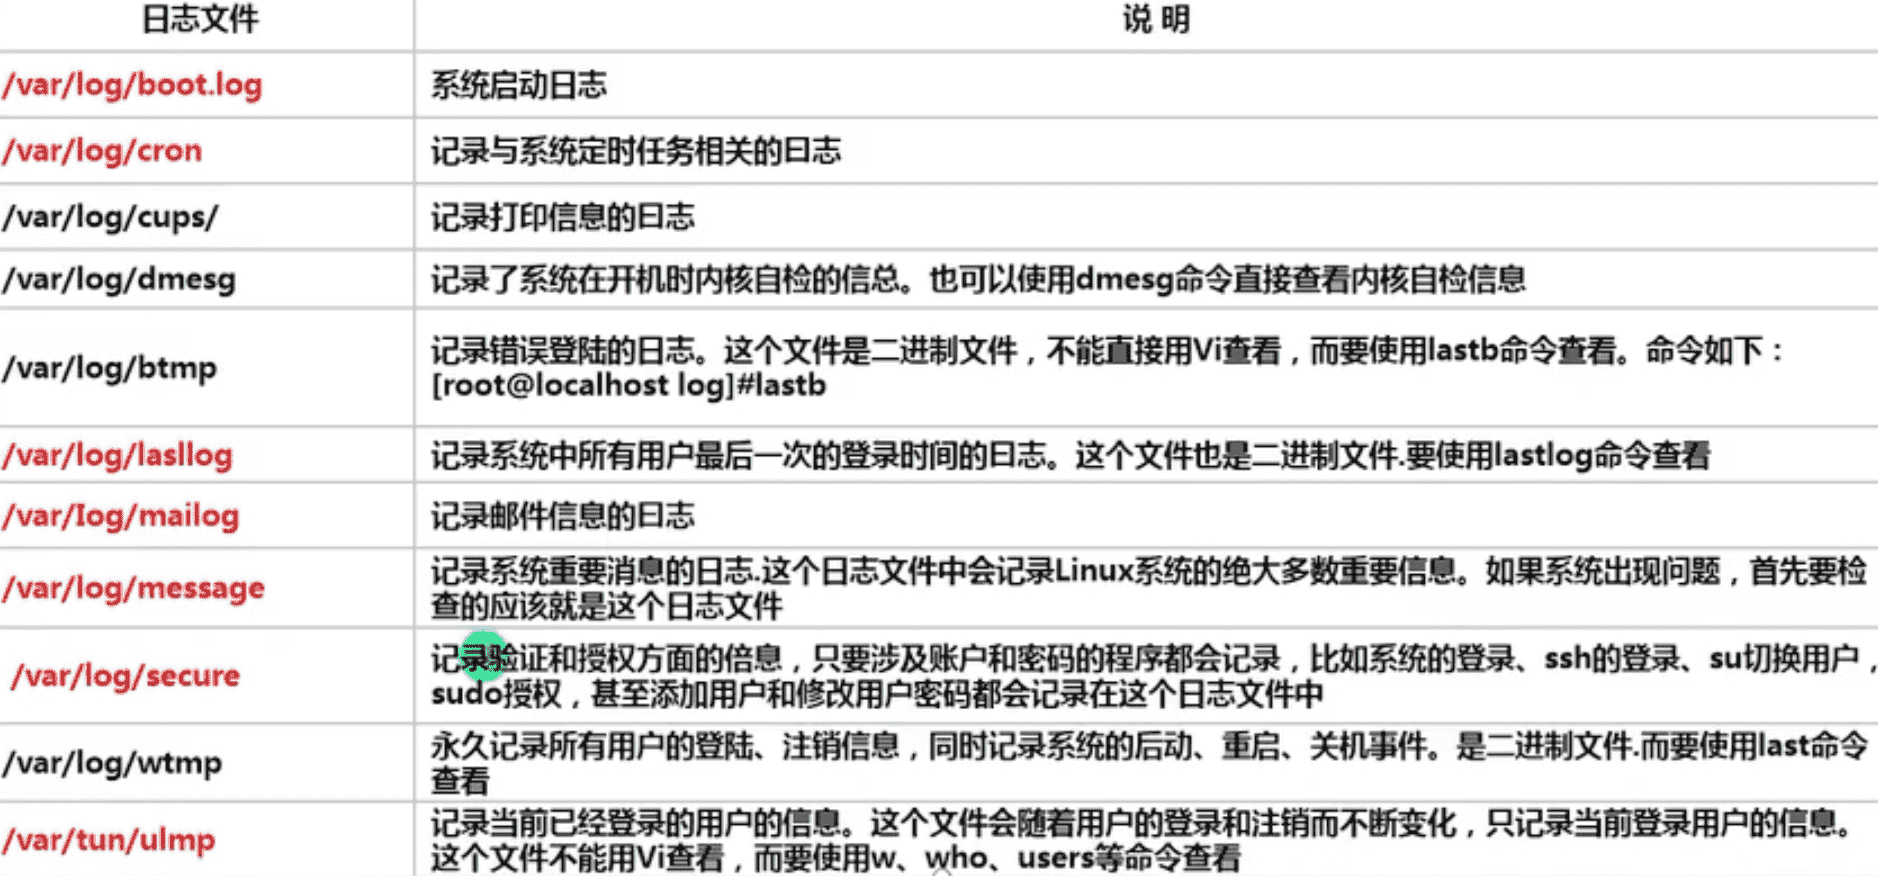 日志文件 说 明
/var/log/boot.log 系统启动日志
/var/log/cron 记录与系统定时任务相关的日志
/var/log/cups/ 记录打印信息的曰志
/var/log/dmesg 记录了系统在开机时内核自检的信总。也可以使用dmesg命令直接查看内核自检信息
/var/log/btmp 记录错误登陆的日志。这个文件是二进制文件，不能直接用Vi查看，而要使用lastb命令查看。命令如下：
[root@localhost log]#lastb
/var/log/lasllog 记录系统中所有用户最后一次的登录时间的日志。这个文件也是二进制文件.要使用lastlog命令查看
/var/Iog/mailog 记录邮件信息的曰志
/var/log/message 记录系统重要消息的日志.这个日志文件中会记录Linux系统的绝大多数重要信息。如果系统出现问题，首先要检
查的应该就是这个日志文件
/var/log/secure 记录验证和授权方面的倍息，只要涉及账户和密码的程序都会记录，比如系统的登录、ssh的登录、su切换用户，
sudo授权，甚至添加用户和修改用户密码都会记录在这个日志文件中
/var/log/wtmp 永久记录所有用户的登陆、注销信息，同时记录系统的后动、重启、关机事件。是二进制文件.而要使用last命令
查看
/var/tun/ulmp 记录当前已经登录的用户的信息。这个文件会随着用户的登录和注销而不断变化，只记录当前登录用户的信息。
这个文件不能用Vi查看，而要使用w、who、users等命令查看